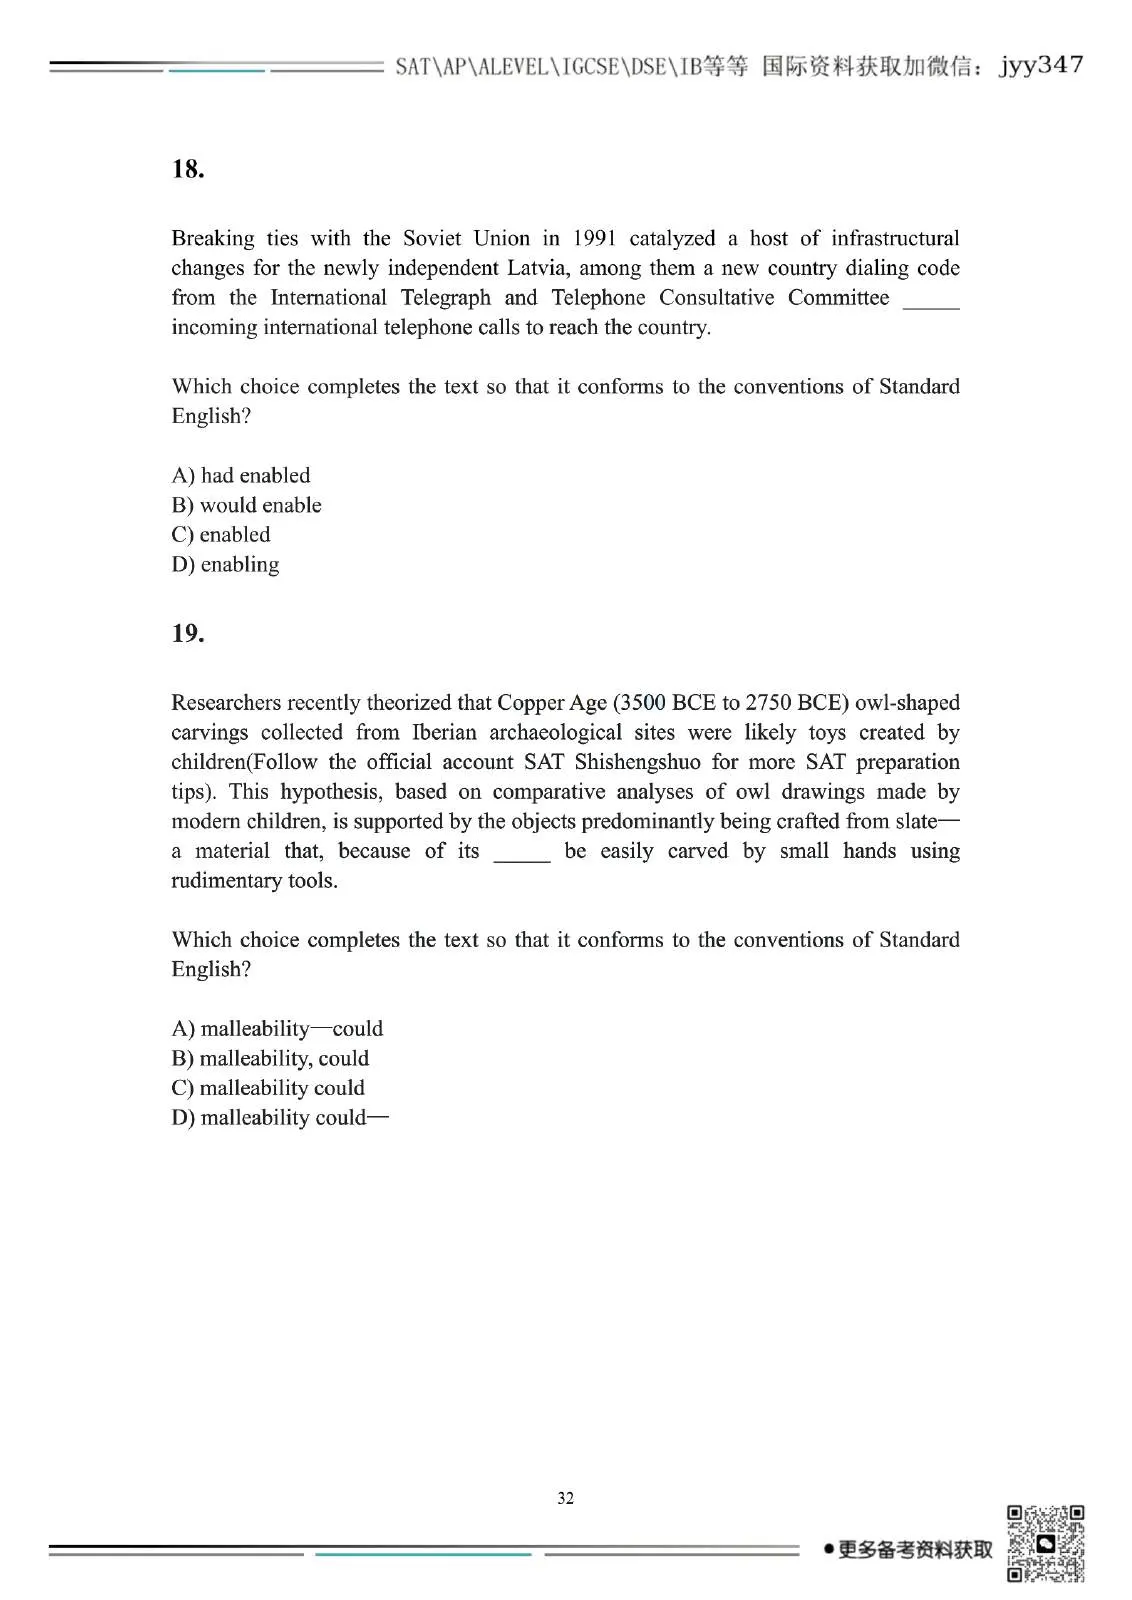 SAT\AP\ALEVEL\IGCSE\DSE\IB等等 国际资料获取加微信: jyy347
18.
Breaking ties with the Soviet Union in 1991 catalyzed a host of infrastructural
changes for the newly independent Latvia, among them a new country dialing code
from the International Telegraph and Telephone Consultative Committee _____
incoming international telephone calls to reach the country.
Which choice completes the text so that it conforms to the conventions of Standard
English?
A) had enabled
B) would enable
C) enabled
D) enabling
19.
Researchers recently theorized that Copper Age (3500 BCE to 2750 BCE) owl-shaped
carvings collected from Iberian archaeological sites were likely toys created by
children(Follow the official account SAT Shishengshuo for more SAT preparation
tips). This hypothesis, based on comparative analyses of owl drawings made by
modern children, is supported by the objects predominantly being crafted from slate—
a material that, because of its _____ be easily carved by small hands using
rudimentary tools.
Which choice completes the text so that it conforms to the conventions of Standard
English?
A) malleability—could
B) malleability, could
C) malleability could
D) malleability could—
32
●更多备考资料获取